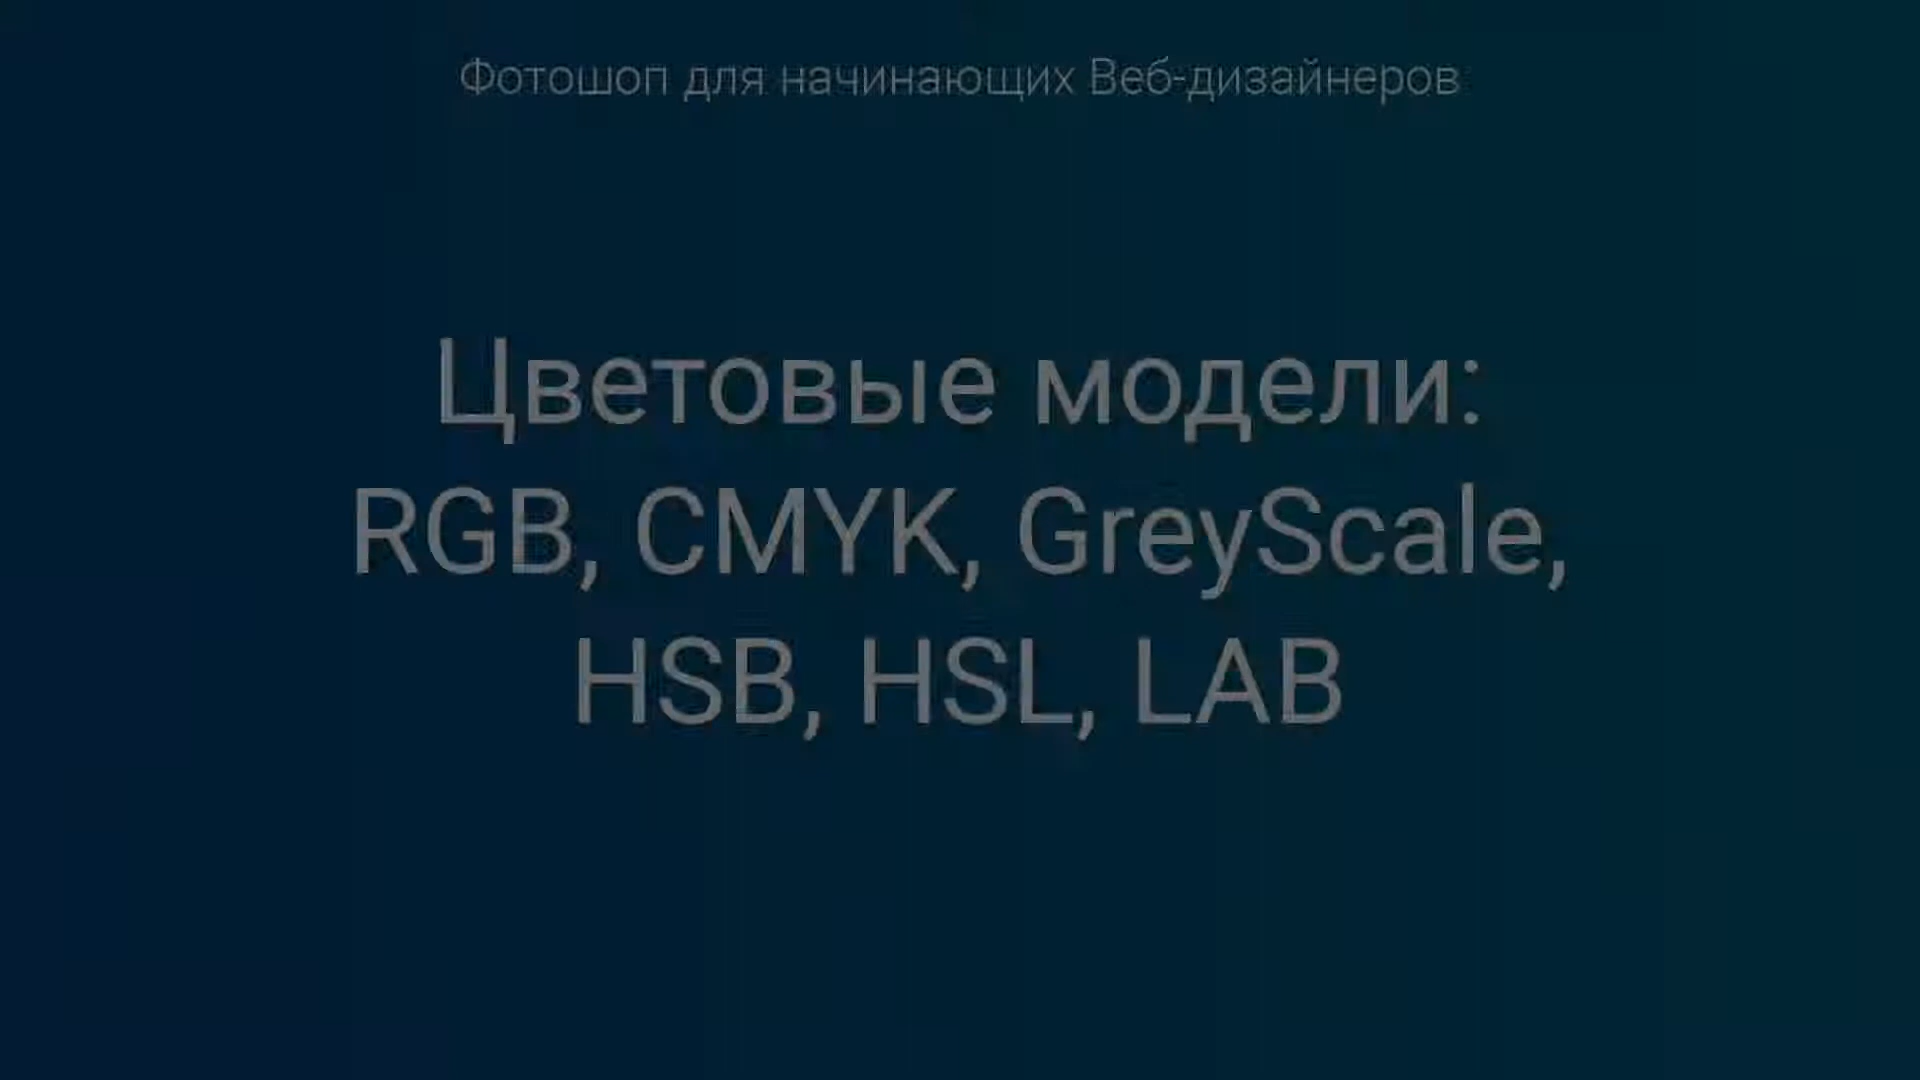 Фотошоп для начинающих Веб-дизайнеров
Цветовые модели:
RGB, CMYK, GreyScale,
HSB, HSL, LAB